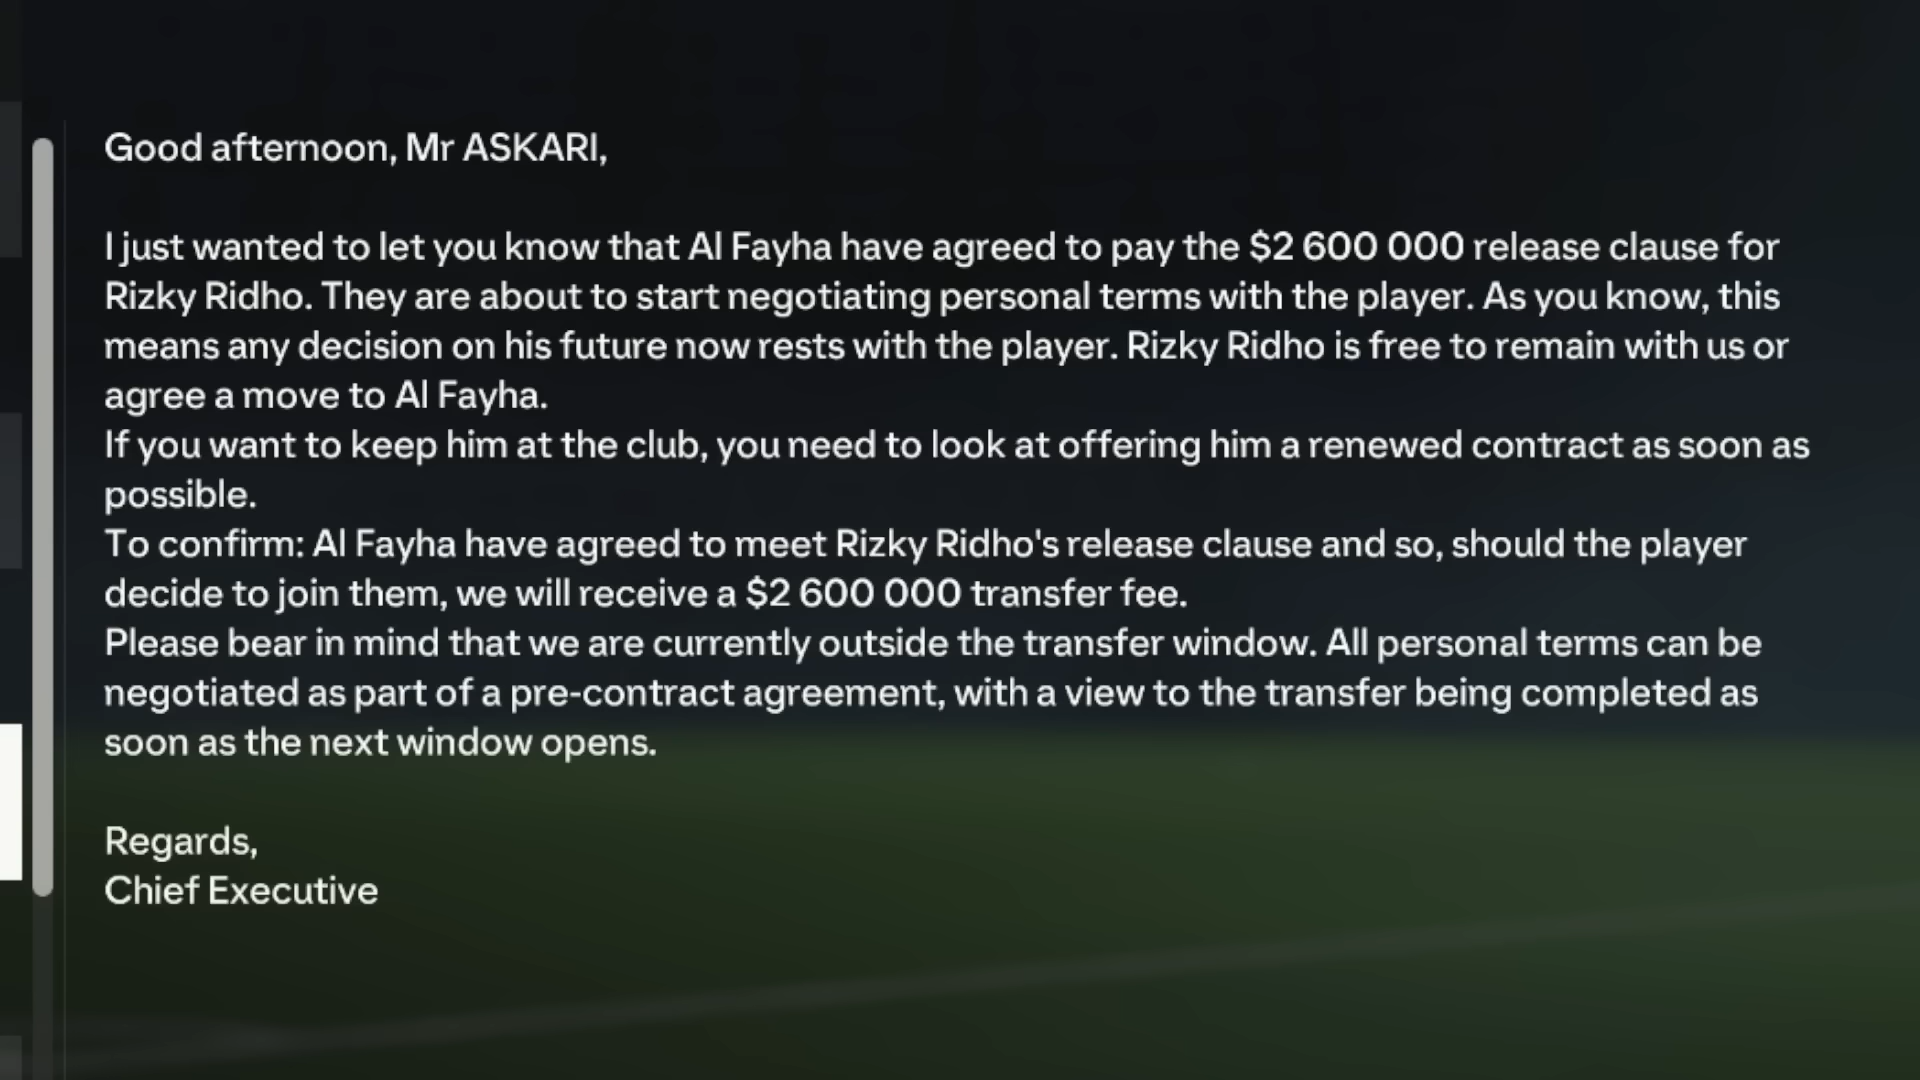 Good afternoon, Mr ASKARI,
I just wanted to let you know that Al Fayha have agreed to pay the $2 600 000 release clause for
Rizky Ridho. They are about to start negotiating personal terms with the player. As you know, this
means any decision on his future now rests with the player. Rizky Ridho is free to remain with us or
agree a move to Al Fayha.
If you want to keep him at the club, you need to look at offering him a renewed contract as soon as
possible.
To confirm: Al Fayha have agreed to meet Rizky Ridho's release clause and so, should the player
decide to join them, we will receive a $2 600 000 transfer fee.
Please bear in mind that we are currently outside the transfer window. All personal terms can be
negotiated as part of a pre-contract agreement, with a view to the transfer being completed as
soon as the next window opens.
Regards,
Chief Executive